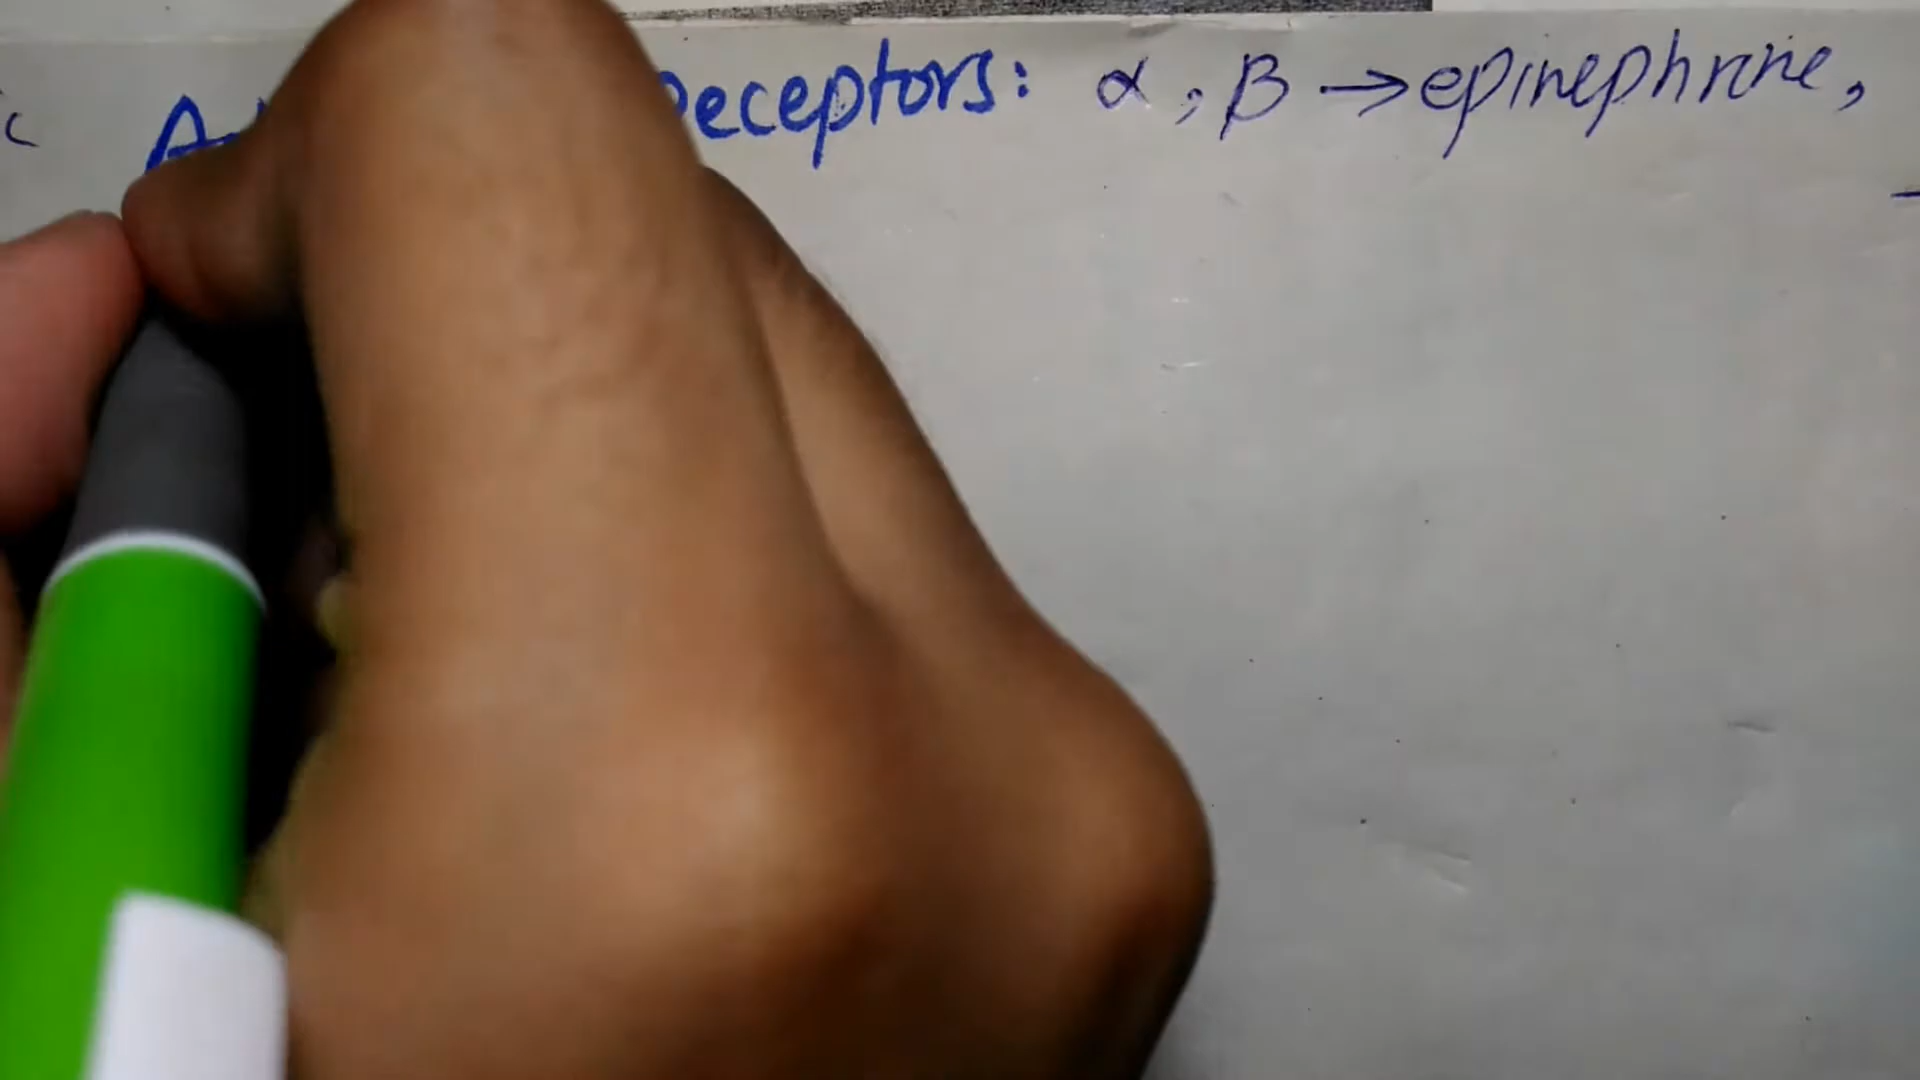 eceptors: α, β → epinephrine,